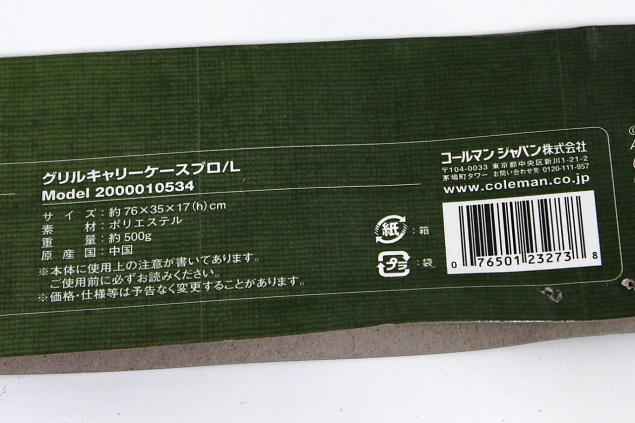 グリルキャリーケースプロ/L
Model 2000010534
サイズ：約76×35×17(h)cm
素材：ポリエステル
重量：約500g
原産国：中国
※本体に使用上の注意が書いてあります。
ご使用前に必ずお読みください。
※価格・仕様等は予告なく変更することがあります。
紙：箱
プラ：袋
コールマン ジャパン株式会社
〒104-0033 東京都中央区新川1-21-2
茅場町タワー お問い合わせ先 0120-111-957
www.coleman.co.jp
0 76501 23273 8